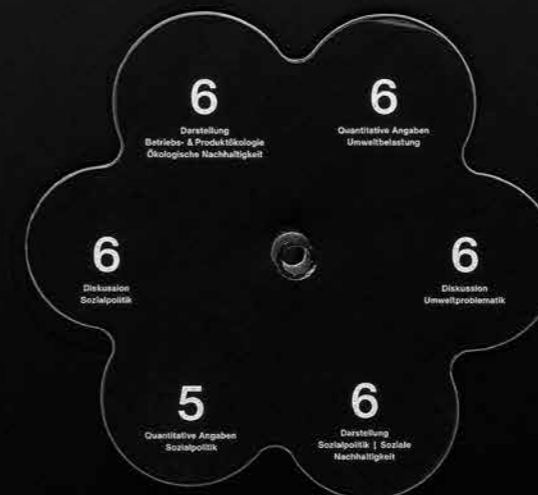 6
Darstellung
Betriebs- & Produktökologie
Ökologische Nachhaltigkeit
6
Quantitative Angaben
Umweltbelastung
6
Diskussion
Sozialpolitik
6
Diskussion
Umweltproblematik
5
Quantitative Angaben
Sozialpolitik
6
Darstellung
Sozialpolitik | Soziale
Nachhaltigkeit